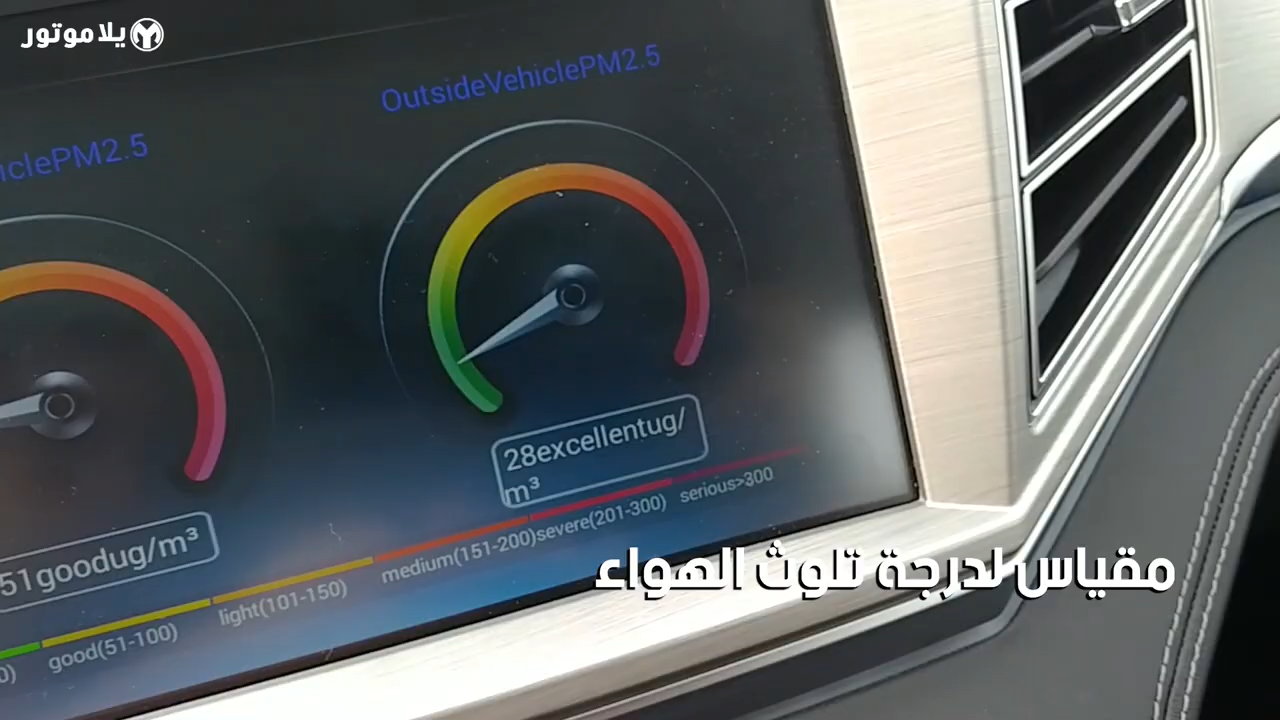 يلا موتور
OutsideVehiclePM2.5
iclePM2.5
28excellentug/
m³
51goodug/m³
serious>300
severe(201-300)
medium(151-200)
light(101-150)
good(51-100)
0)
مقياس لدرجة تلوث الهواء